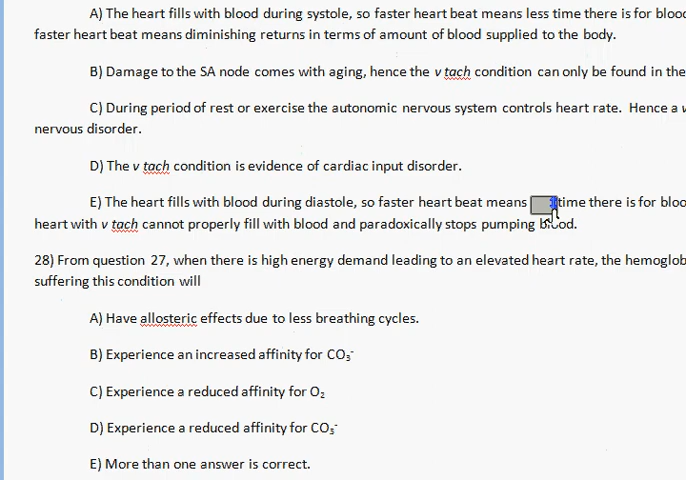 A) The heart fills with blood during systole, so faster heart beat means less time there is for bloo
faster heart beat means diminishing returns in terms of amount of blood supplied to the body.
B) Damage to the SA node comes with aging, hence the v tach condition can only be found in the
C) During period of rest or exercise the autonomic nervous system controls heart rate. Hence a v
nervous disorder.
D) The v tach condition is evidence of cardiac input disorder.
E) The heart fills with blood during diastole, so faster heart beat means time there is for bloo
heart with v tach cannot properly fill with blood and paradoxically stops pumping blood.
28) From question 27, when there is high energy demand leading to an elevated heart rate, the hemoglob
suffering this condition will
A) Have allosteric effects due to less breathing cycles.
B) Experience an increased affinity for CO₃⁻
C) Experience a reduced affinity for O₂
D) Experience a reduced affinity for CO₃⁻
E) More than one answer is correct.